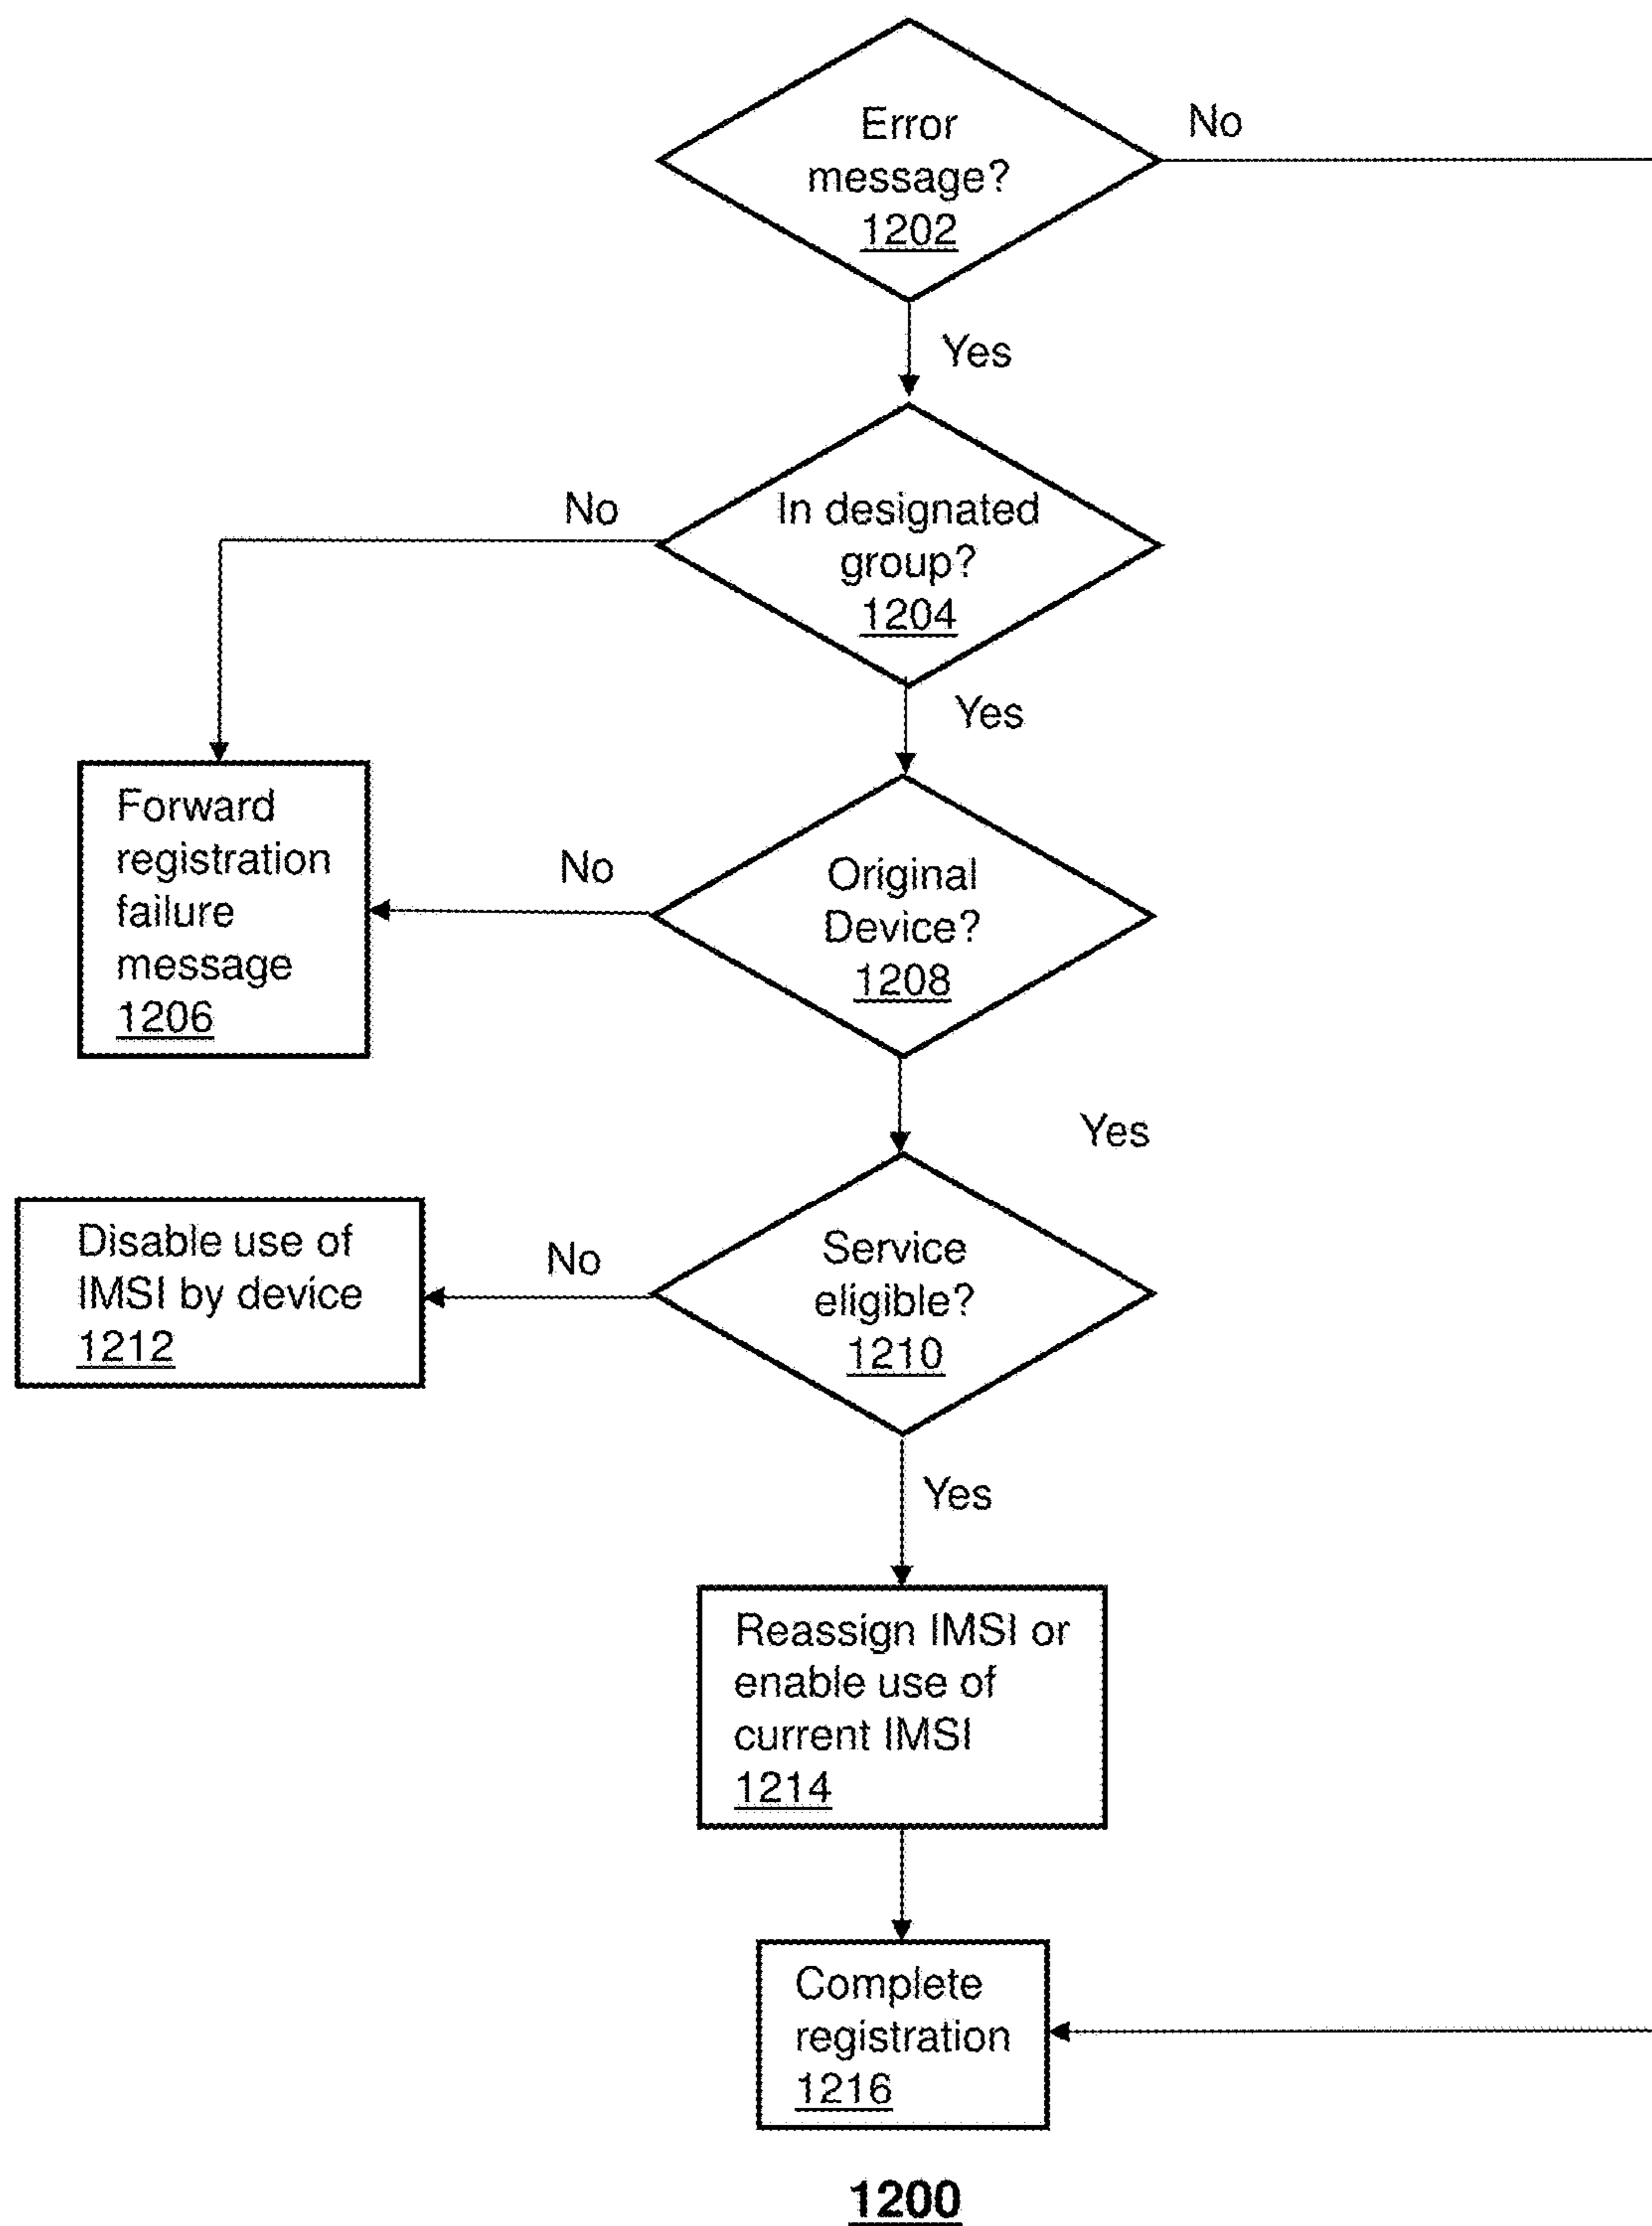 Error
message?
1202
No
Yes
In designated
group?
1204
No
Yes
Forward
registration
failure
message
1206
No
Original
Device?
1208
Yes
Disable use of
IMSI by device
1212
No
Service
eligible?
1210
Yes
Reassign IMSI or
enable use of
current IMSI
1214
Complete
registration
1216
1200